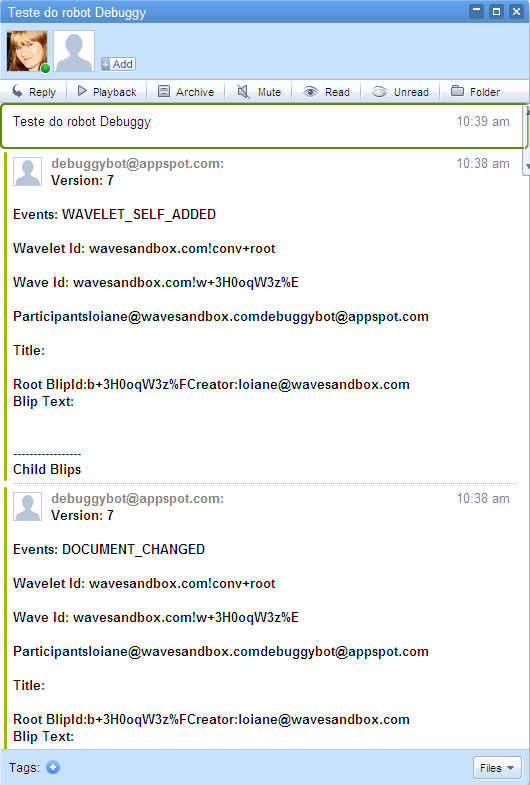 Teste do robot Debuggy
+ Add
Reply Playback Archive Mute Read Unread Folder
Teste do robot Debuggy 10:39 am
debuggybot@appspot.com: 10:38 am
Version: 7
Events: WAVELET_SELF_ADDED
Wavelet Id: wavesandbox.com!conv+root
Wave Id: wavesandbox.com!w+3H0oqW3z%E
Participantsloiane@wavesandbox.comdebuggybot@appspot.com
Title:
Root BlipId:b+3H0oqW3z%FCreator:loiane@wavesandbox.com
Blip Text:
----------------
Child Blips
debuggybot@appspot.com: 10:38 am
Version: 7
Events: DOCUMENT_CHANGED
Wavelet Id: wavesandbox.com!conv+root
Wave Id: wavesandbox.com!w+3H0oqW3z%E
Participantsloiane@wavesandbox.comdebuggybot@appspot.com
Title:
Root BlipId:b+3H0oqW3z%FCreator:loiane@wavesandbox.com
Blip Text:
Tags: + Files